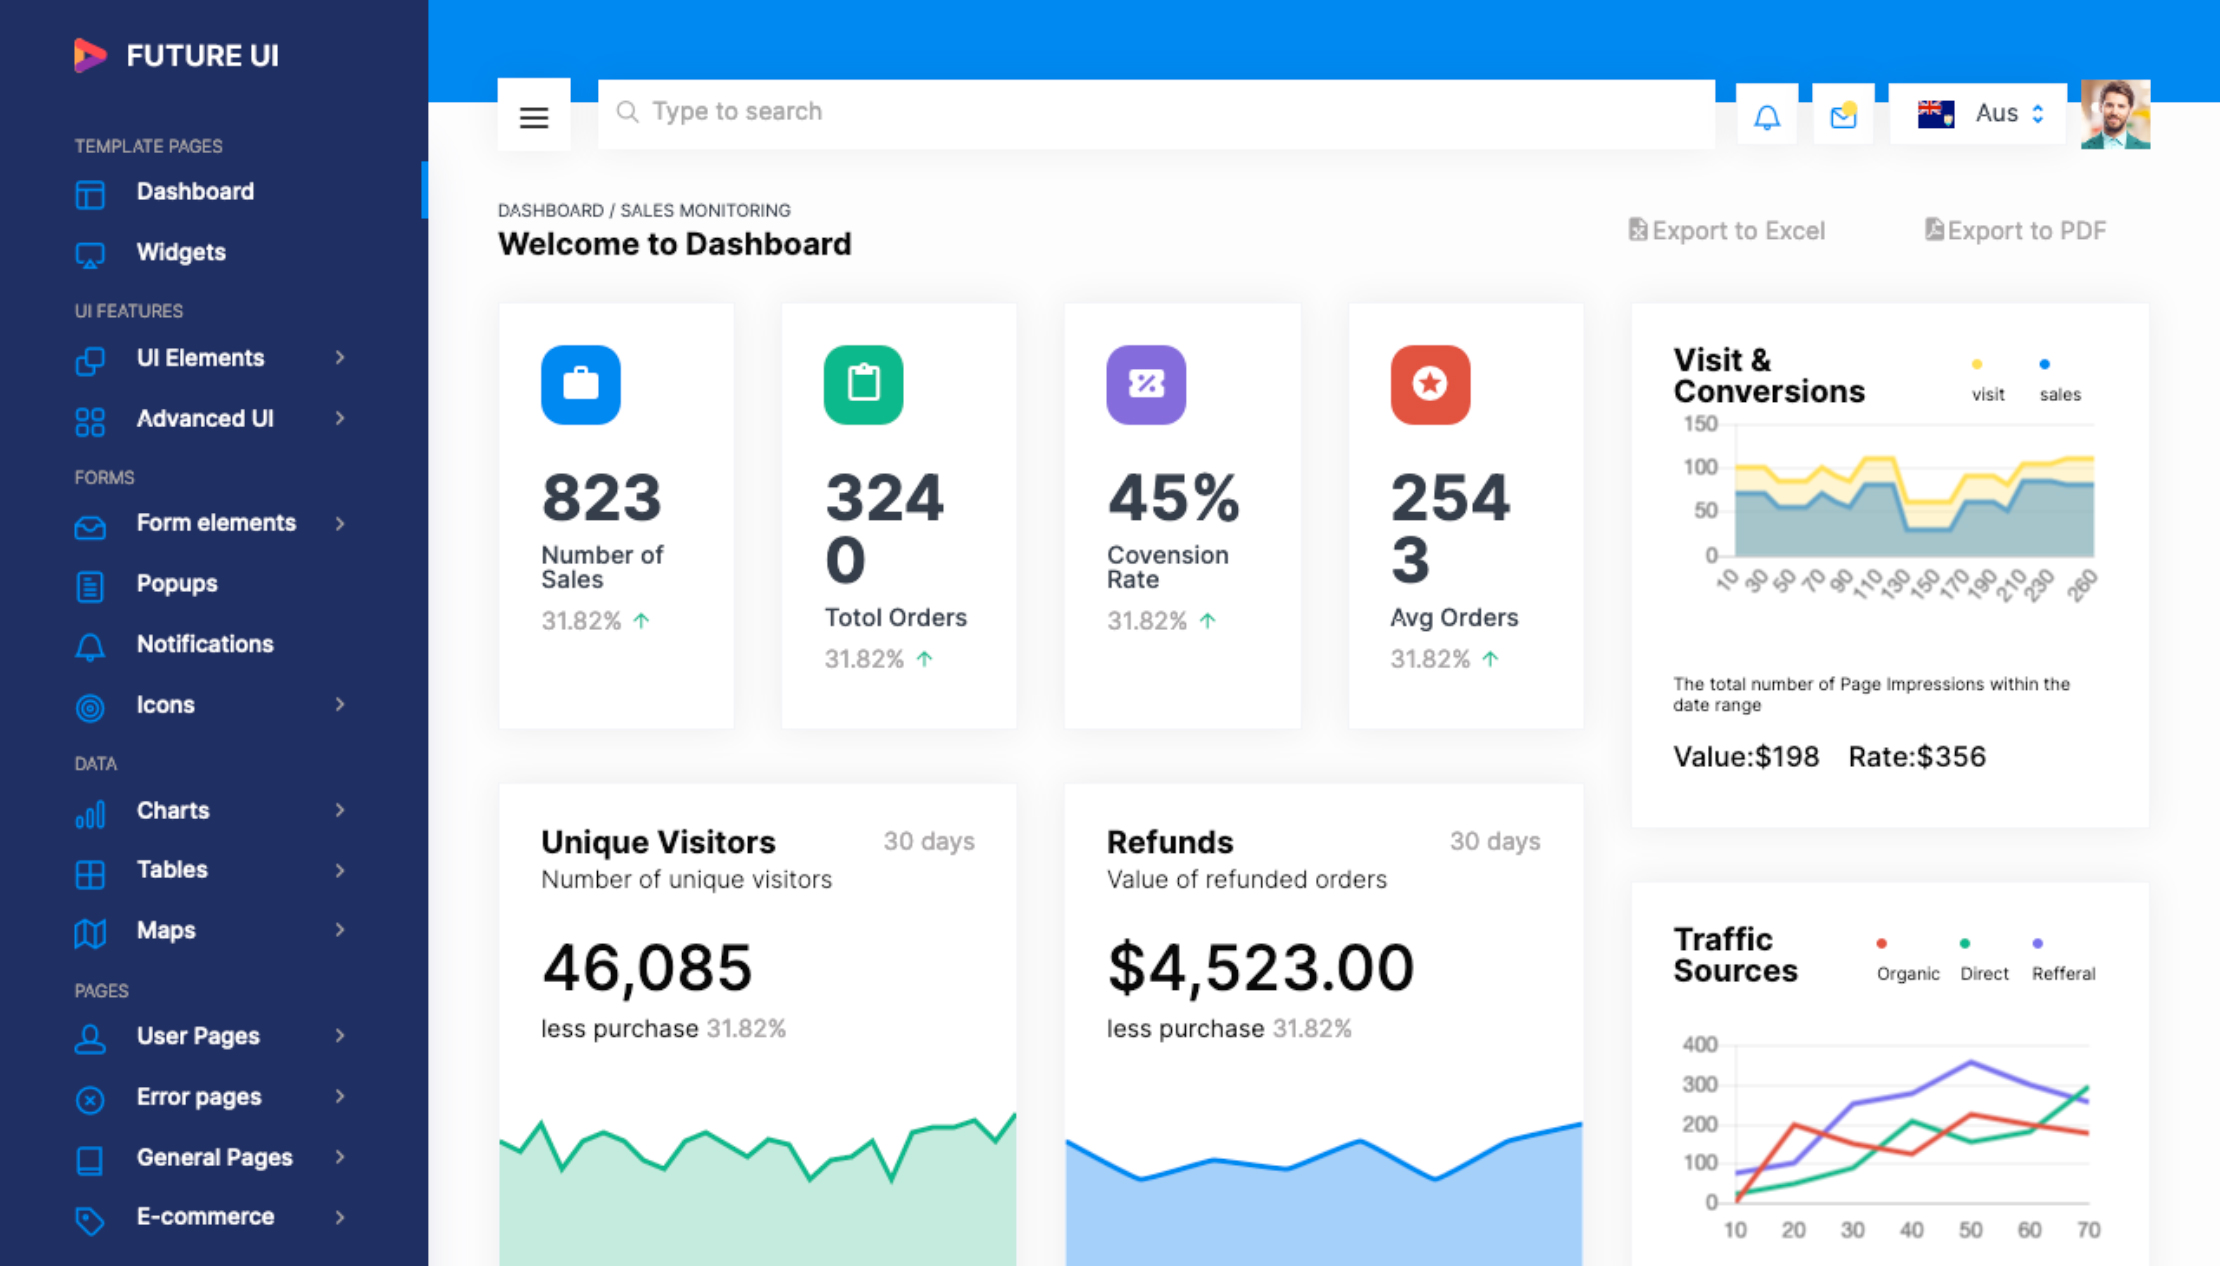 FUTURE UI
TEMPLATE PAGES
Dashboard
Widgets
UI FEATURES
UI Elements
Advanced UI
FORMS
Form elements
Popups
Notifications
Icons
DATA
Charts
Tables
Maps
PAGES
User Pages
Error pages
General Pages
E-commerce
Type to search
Aus
DASHBOARD / SALES MONITORING
Welcome to Dashboard
Export to Excel
Export to PDF
823
Number of
Sales
31.82%
324
0
Totol Orders
31.82%
45%
Covension
Rate
31.82%
254
3
Avg Orders
31.82%
Visit &
Conversions
visit
sales
150
100
50
0
10 30 50 70 90 110 130 150 170 190 210 230 260
The total number of Page Impressions within the
date range
Value:$198 Rate:$356
Unique Visitors
30 days
Number of unique visitors
46,085
less purchase 31.82%
Refunds
30 days
Value of refunded orders
$4,523.00
less purchase 31.82%
Traffic
Sources
Organic
Direct
Refferal
400
300
200
100
0
10 20 30 40 50 60 70